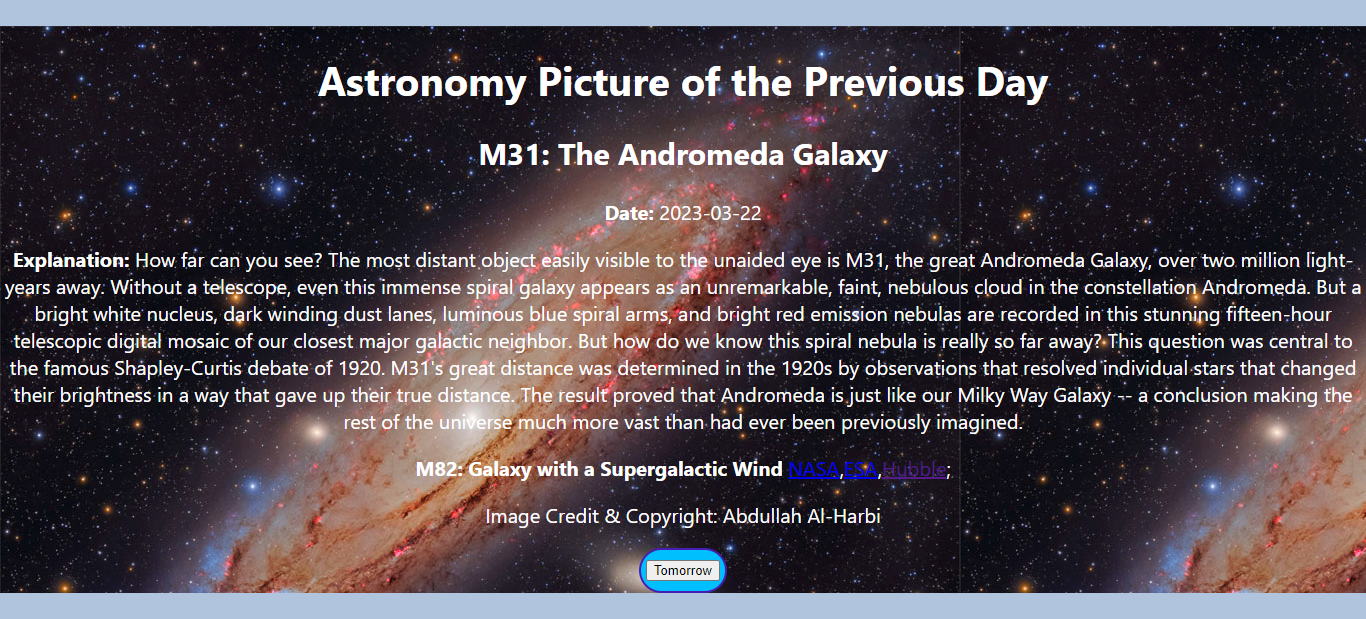 Astronomy Picture of the Previous Day
M31: The Andromeda Galaxy
Date: 2023-03-22
Explanation: How far can you see? The most distant object easily visible to the unaided eye is M31, the great Andromeda Galaxy, over two million light-
years away. Without a telescope, even this immense spiral galaxy appears as an unremarkable, faint, nebulous cloud in the constellation Andromeda. But a
bright white nucleus, dark winding dust lanes, luminous blue spiral arms, and bright red emission nebulas are recorded in this stunning fifteen-hour
telescopic digital mosaic of our closest major galactic neighbor. But how do we know this spiral nebula is really so far away? This question was central to
the famous Shapley-Curtis debate of 1920. M31's great distance was determined in the 1920s by observations that resolved individual stars that changed
their brightness in a way that gave up their true distance. The result proved that Andromeda is just like our Milky Way Galaxy -- a conclusion making the
rest of the universe much more vast than had ever been previously imagined.
M82: Galaxy with a Supergalactic Wind NASA,ESA,Hubble;
Image Credit & Copyright: Abdullah Al-Harbi
Tomorrow